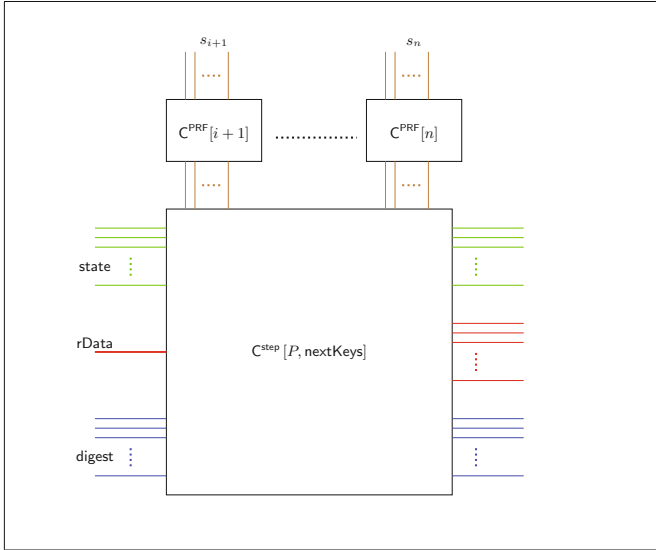 s_{i+1} s_n
C^{PRF}[i + 1] C^{PRF}[n]
state
rData
C^{step} [P, nextKeys]
digest